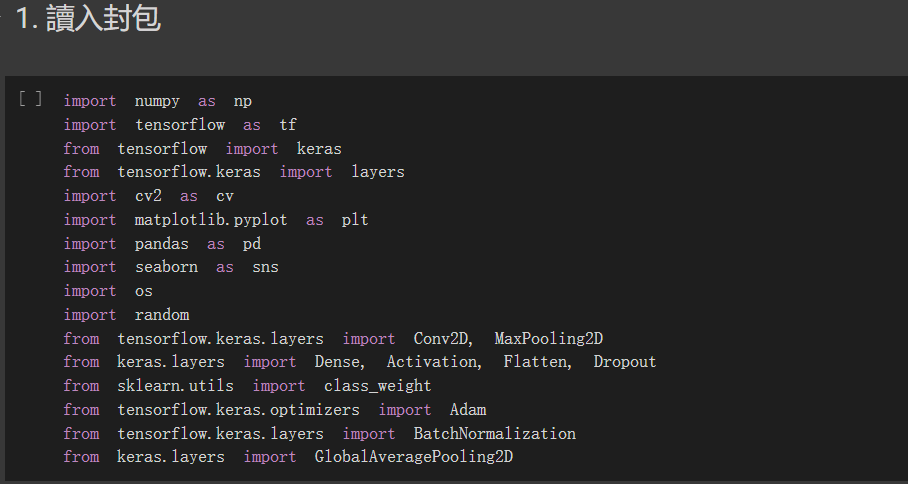 1. 讀入封包
[ ]
import numpy as np
import tensorflow as tf
from tensorflow import keras
from tensorflow.keras import layers
import cv2 as cv
import matplotlib.pyplot as plt
import pandas as pd
import seaborn as sns
import os
import random
from tensorflow.keras.layers import Conv2D, MaxPooling2D
from keras.layers import Dense, Activation, Flatten, Dropout
from sklearn.utils import class_weight
from tensorflow.keras.optimizers import Adam
from tensorflow.keras.layers import BatchNormalization
from keras.layers import GlobalAveragePooling2D